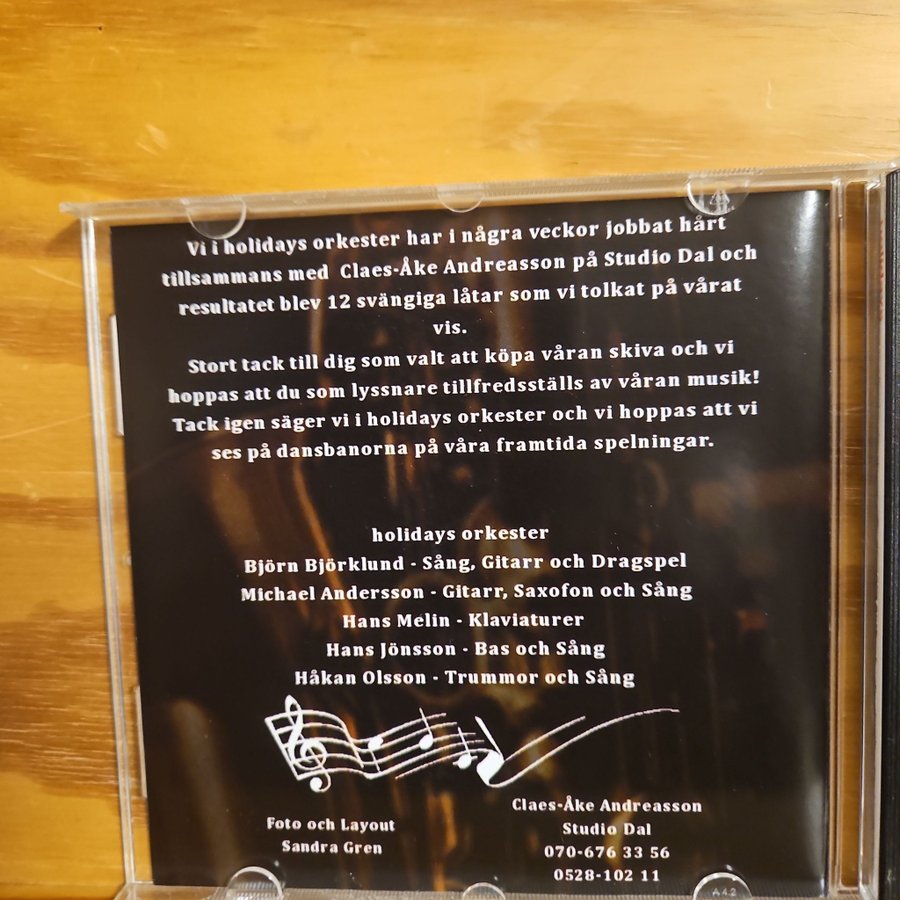 Vi i holidays orkester har i några veckor jobbat hårt
tillsammans med Claes-Åke Andreasson på Studio Dal och
resultatet blev 12 svängiga låtar som vi tolkat på vårat
vis.
Stort tack till dig som valt att köpa våran skiva och vi
hoppas att du som lyssnare tillfredsställs av våran musik!
Tack igen säger vi i holidays orkester och vi hoppas att vi
ses på dansbanorna på våra framtida spelningar.
holidays orkester
Björn Björklund - Sång, Gitarr och Dragspel
Michael Andersson - Gitarr, Saxofon och Sång
Hans Melin - Klaviaturer
Hans Jönsson - Bas och Sång
Håkan Olsson - Trummor och Sång
Foto och Layout
Sandra Gren
Claes-Åke Andreasson
Studio Dal
070-676 33 56
0528-102 11
A 4.2